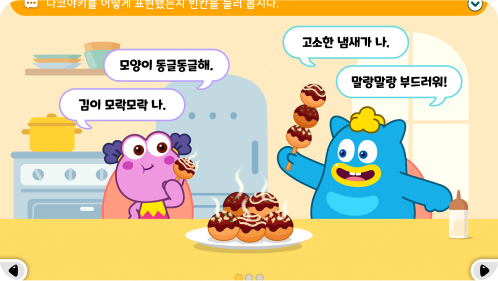 다코야키를 어떻게 표현했는지 빈칸을 눌러 봅시다.
모양이 동글동글해.
김이 모락모락 나.
고소한 냄새가 나.
말랑말랑 부드러워!